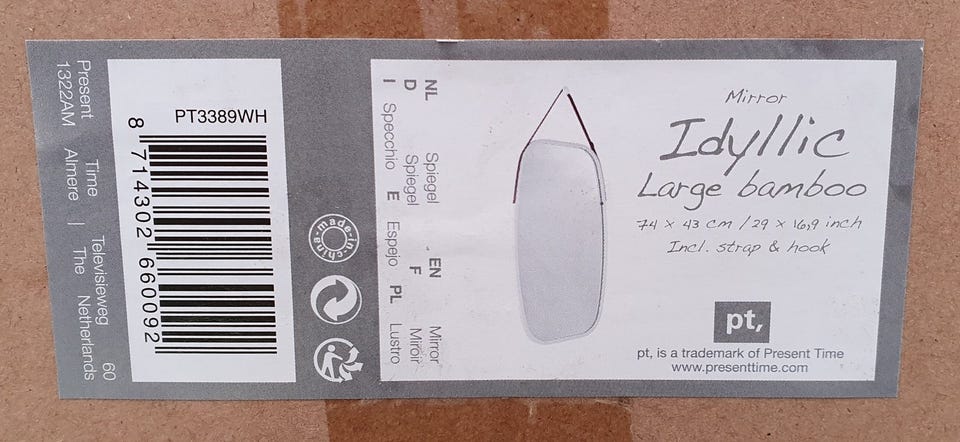 Present Time | Televisieweg 60
1322AM Almere | The Netherlands
PT3389WH
8 714302 660092
made-in-china
NL Spiegel . EN Mirror
D Spiegel F Miroir
I Specchio E Espejo PL Lustro
Mirror
Idyllic
Large bamboo
74 x 43 cm / 29 x 16,9 inch
Incl. strap & hook
pt,
pt, is a trademark of Present Time
www.presenttime.com